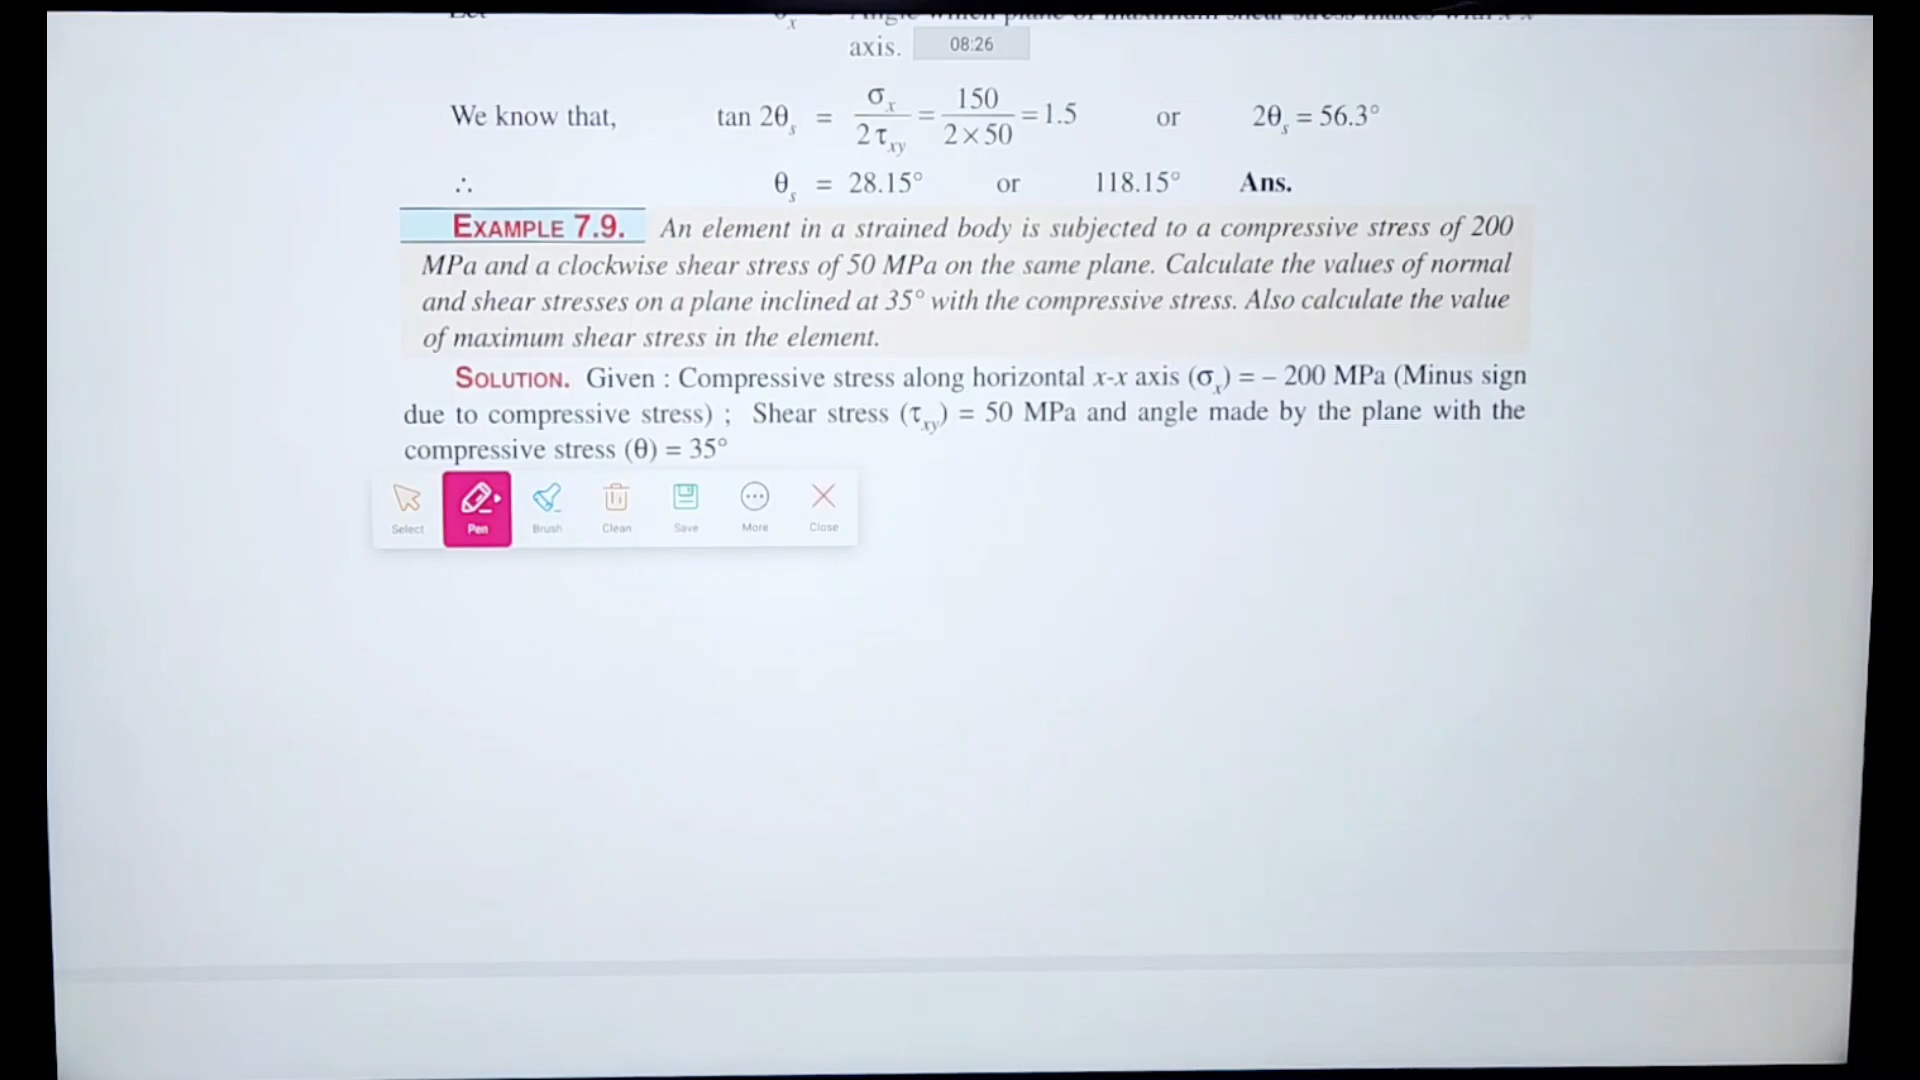 axis. 08:26
We know that, tan 2θs = σx / 2 τxy = 150 / 2 × 50 = 1.5 or 2θs = 56.3°
∴ θs = 28.15° or 118.15° Ans.
EXAMPLE 7.9. An element in a strained body is subjected to a compressive stress of 200
MPa and a clockwise shear stress of 50 MPa on the same plane. Calculate the values of normal
and shear stresses on a plane inclined at 35° with the compressive stress. Also calculate the value
of maximum shear stress in the element.
SOLUTION. Given : Compressive stress along horizontal x-x axis (σx) = – 200 MPa (Minus sign
due to compressive stress) ; Shear stress (τxy) = 50 MPa and angle made by the plane with the
compressive stress (θ) = 35°
Select Pen Brush Clean Save More Close